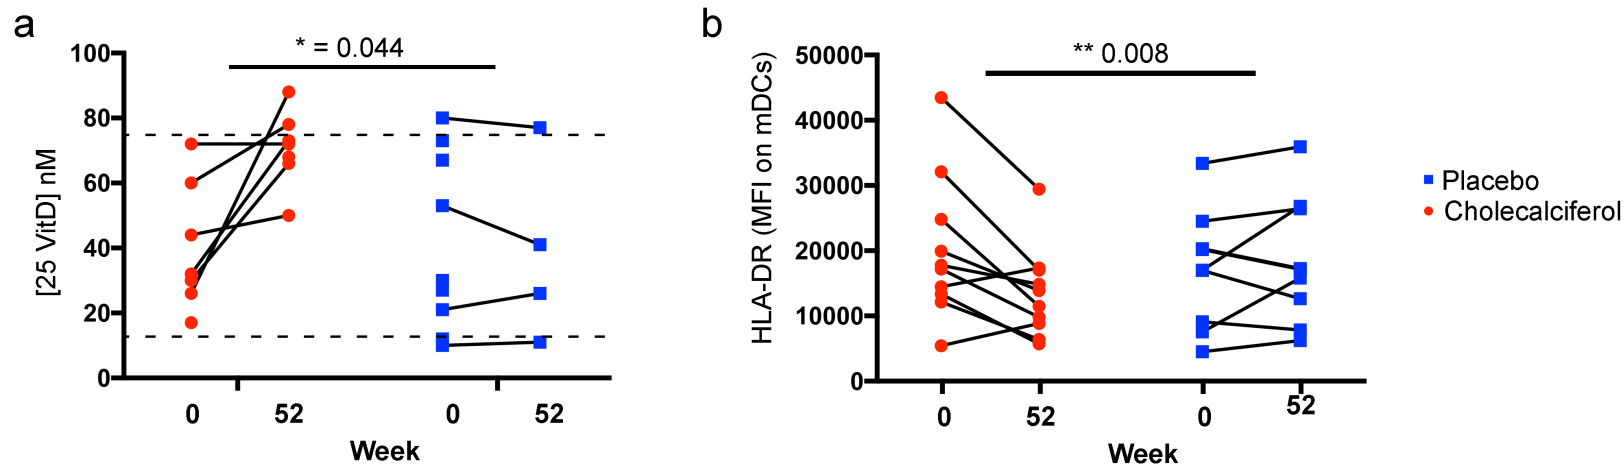 a
* = 0.044
[25 VitD] nM
100
80
60
40
20
0
0
52
0
52
Week
b
** 0.008
HLA-DR (MFI on mDCs)
50000
40000
30000
20000
10000
0
0
52
0
52
Week
Placebo
Cholecalciferol